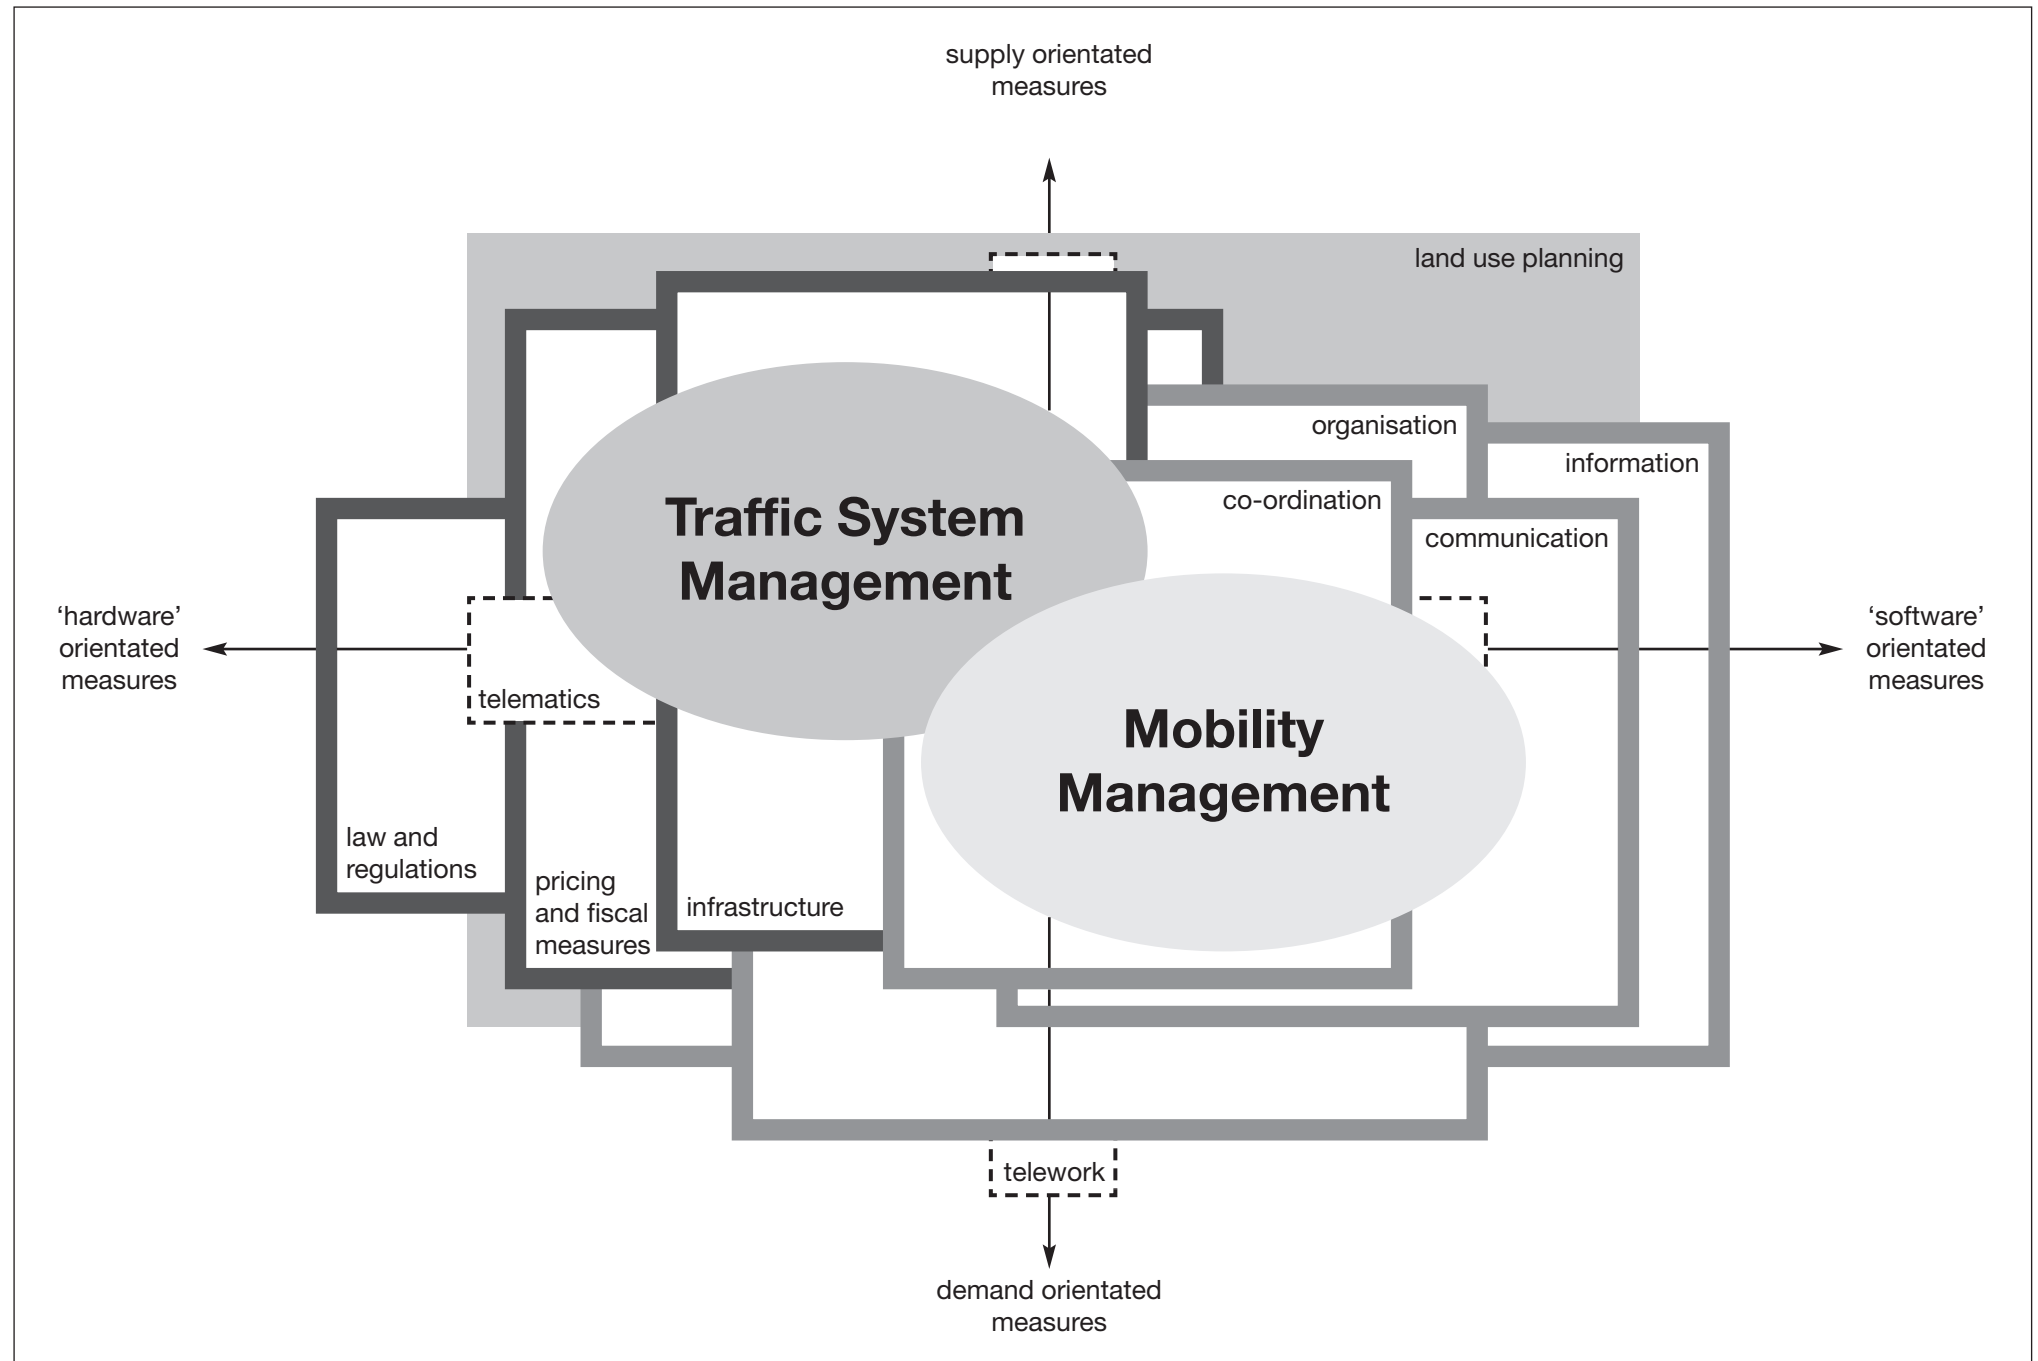 supply orientated
measures
land use planning
organisation
information
co-ordination
communication
Traffic System
Management
‘hardware’
orientated
measures
‘software’
orientated
measures
telematics
Mobility
Management
law and
regulations
pricing
and fiscal
measures
infrastructure
telework
demand orientated
measures